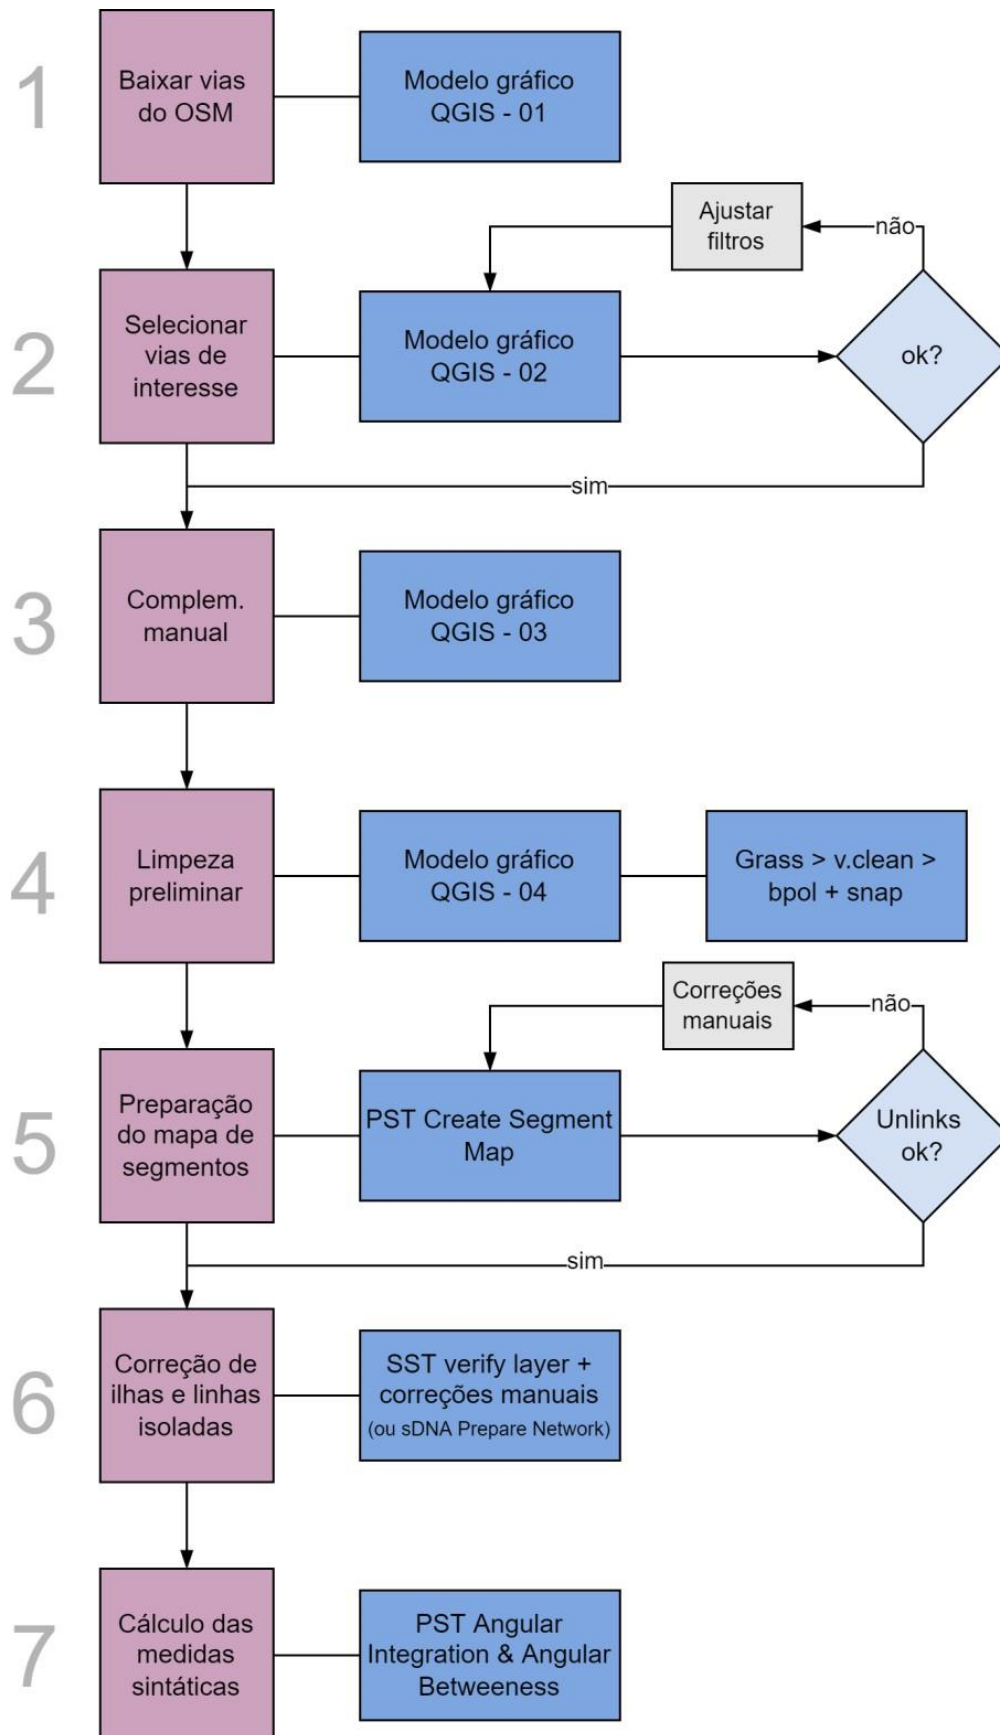 1
Baixar vias
do OSM
Modelo gráfico
QGIS - 01
Ajustar
filtros
não
2
Selecionar
vias de
interesse
Modelo gráfico
QGIS - 02
ok?
sim
3
Complem.
manual
Modelo gráfico
QGIS - 03
4
Limpeza
preliminar
Modelo gráfico
QGIS - 04
Grass > v.clean >
bpol + snap
Correções
manuais
não
5
Preparação
do mapa de
segmentos
PST Create Segment
Map
Unlinks
ok?
sim
6
Correção de
ilhas e linhas
isoladas
SST verify layer +
correções manuais
(ou sDNA Prepare Network)
7
Cálculo das
medidas
sintáticas
PST Angular
Integration & Angular
Betweeness